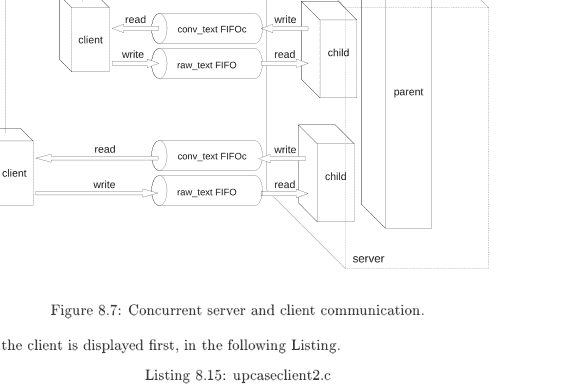 read
write
conv_text FIFOc
client
child
write
read
raw_text FIFO
parent
read
write
conv_text FIFOc
client
child
write
read
raw_text FIFO
server
Figure 8.7: Concurrent server and client communication.
the client is displayed first, in the following Listing.
Listing 8.15: upcaseclient2.c